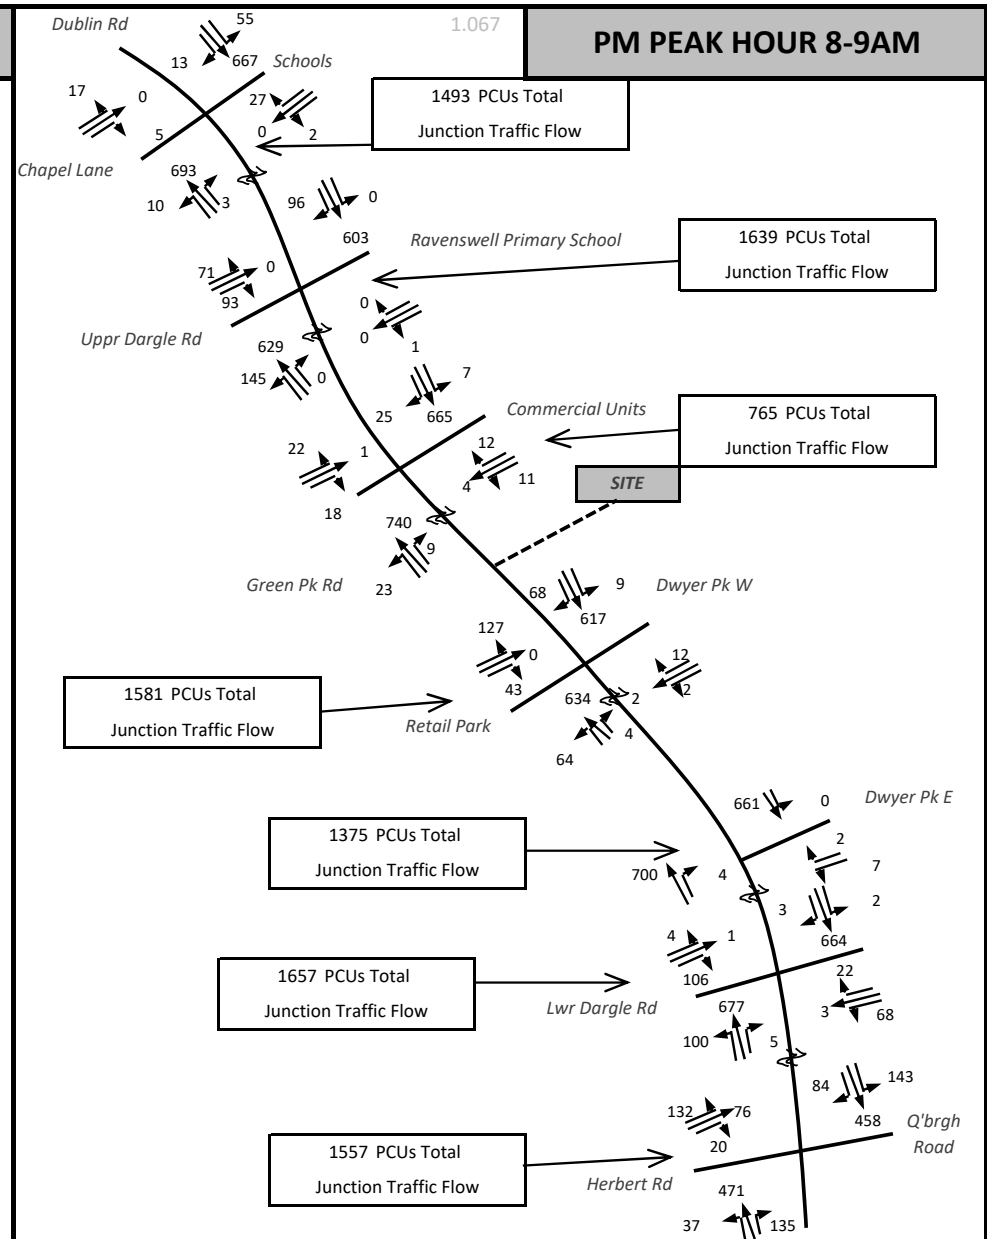 Dublin Rd
55
1.067
PM PEAK HOUR 8-9AM
13
667
Schools
17
0
27
1493 PCUs Total
Junction Traffic Flow
5
0
2
Chapel Lane
693
10
3
96
0
603
Ravenswell Primary School
1639 PCUs Total
Junction Traffic Flow
71
0
93
0
Uppr Dargle Rd
0
1
629
145
0
7
25
665
Commercial Units
765 PCUs Total
Junction Traffic Flow
22
1
12
4
11
SITE
18
740
9
Green Pk Rd
23
68
9
Dwyer Pk W
617
127
0
12
43
2
1581 PCUs Total
Junction Traffic Flow
634
2
Retail Park
4
64
661
0
Dwyer Pk E
1375 PCUs Total
Junction Traffic Flow
2
7
700
4
3
2
4
1
664
106
22
1657 PCUs Total
Junction Traffic Flow
Lwr Dargle Rd
677
3
68
100
5
84
143
132
76
458
Q'brgh
Road
20
1557 PCUs Total
Junction Traffic Flow
Herbert Rd
471
37
135